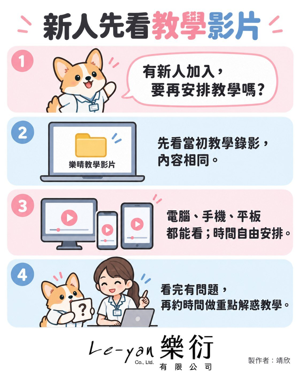 新人先看教學影片
1
有新人加入，
要再安排教學嗎？
2
樂晴教學影片
先看當初教學錄影，
內容相同。
3
電腦、手機、平板
都能看；時間自由安排。
4
?
看完有問題，
再約時間做重點解惑教學。
Le-yan 樂衍
Co., Ltd. 有限公司
製作者：靖欣